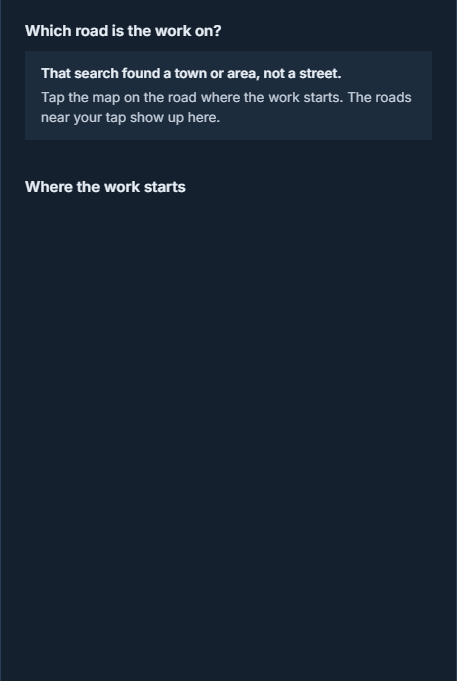 Which road is the work on?
That search found a town or area, not a street.
Tap the map on the road where the work starts. The roads
near your tap show up here.
Where the work starts